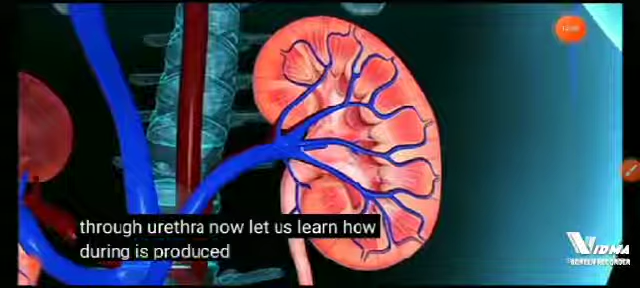 through urethra now let us learn how
during is produced
VIDMA
SCREEN RECORDER